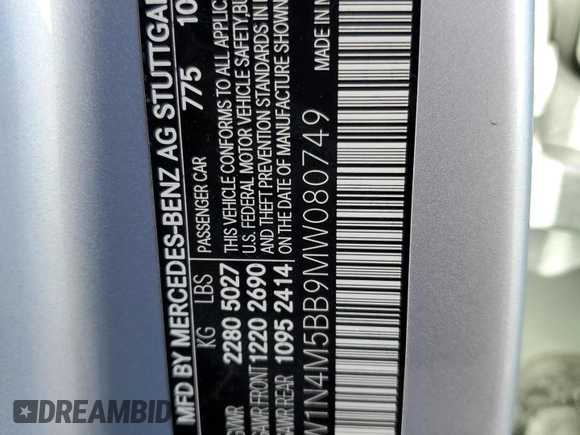 MFD BY MERCEDES-BENZ AG STUTTGAR
775 10
KG LBS PASSENGER CAR
GVWR 2280 5027
GAWR FRONT 1220 2690
GAWR REAR 1095 2414
THIS VEHICLE CONFORMS TO ALL APPLIC
U.S. FEDERAL MOTOR VEHICLE SAFETY, BU
AND THEFT PREVENTION STANDARDS IN
ON THE DATE OF MANUFACTURE SHOWN
W1N4M5BB9MW080749 MADE IN
DREAMBID